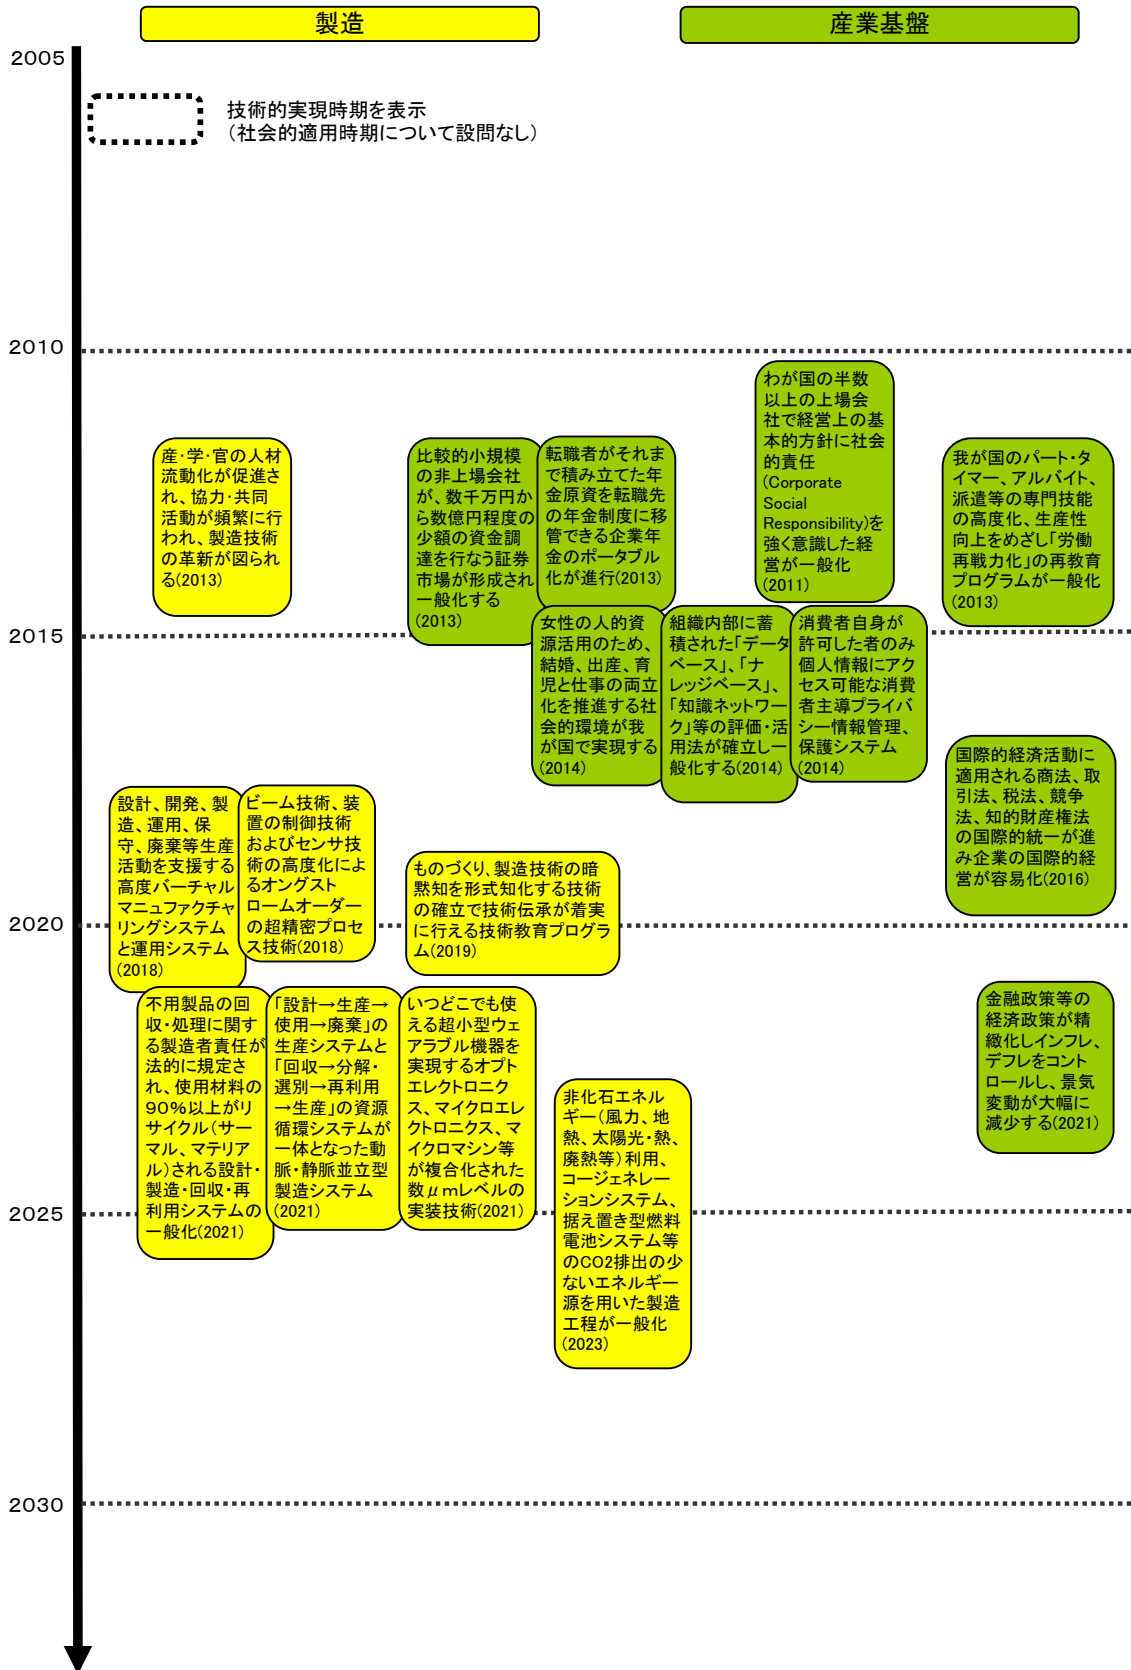 製造
産業基盤
2005
技術的実現時期を表示
(社会的適用時期について設問なし)
2010
わが国の半数
以上の上場会
社で経営上の基
本的方針に社会
的責任
(Corporate
Social
Responsibility)を
強く意識した経
営が一般化
(2011)
産・学・官の人材
流動化が促進さ
れ、協力・共同
活動が頻繁に行
われ、製造技術
の革新が図られ
る(2013)
比較的小規模
の非上場会社
が、数千万円か
ら数億円程度の
少額の資金調
達を行なう証券
市場が形成され
一般化する
(2013)
転職者がそれま
で積み立てた年
金原資を転職先
の年金制度に移
管できる企業年
金のポータブル
化が進行(2013)
我が国のパート・タ
イマー、アルバイト、
派遣等の専門技能
の高度化、生産性
向上をめざし「労働
再戦力化」の再教育
プログラムが一般化
(2013)
2015
女性の人的資
源活用のため、
結婚、出産、育
児と仕事の両立
化を推進する社
会的環境が我
が国で実現する
(2014)
組織内部に蓄
積された「データ
ベース」、「ナ
レッジベース」、
「知識ネットワー
ク」等の評価・活
用法が確立し一
般化する(2014)
消費者自身が
許可した者のみ
個人情報にアク
セス可能な消費
者主導プライバ
シー情報管理、
保護システム
(2014)
国際的経済活動に
適用される商法、取
引法、税法、競争
法、知的財産権法
の国際的統一が進
み企業の国際的経
営が容易化(2016)
設計、開発、製
造、運用、保
守、廃棄等生産
活動を支援する
高度バーチャル
マニュファクチャ
リングシステム
と運用システム
(2018)
ビーム技術、装
置の制御技術
およびセンサ技
術の高度化によ
るオングスト
ロームオーダー
の超精密プロセ
ス技術(2018)
ものづくり、製造技術の暗
黙知を形式知化する技術
の確立で技術伝承が着実
に行える技術教育プログラ
ム(2019)
2020
不用製品の回
収・処理に関す
る製造者責任が
法的に規定さ
れ、使用材料の
90%以上がリ
サイクル(サー
マル、マテリア
ル)される設計・
製造・回収・再
利用システムの
一般化(2021)
「設計→生産→
使用→廃棄」の
生産システムと
「回収→分解・
選別→再利用
→生産」の資源
循環システムが
一体となった動
脈・静脈並立型
製造システム
(2021)
いつどこでも使
える超小型ウェ
アラブル機器を
実現するオプト
エレクトロニク
ス、マイクロエレ
クトロニクス、マ
イクロマシン等
が複合化された
数μmレベルの
実装技術(2021)
金融政策等の
経済政策が精
緻化しインフレ、
デフレをコント
ロールし、景気
変動が大幅に
減少する(2021)
非化石エネル
ギー(風力、地
熱、太陽光・熱、
廃熱等)利用、
コージェネレー
ションシステム、
据え置き型燃料
電池システム等
のCO2排出の少
ないエネルギー
源を用いた製造
工程が一般化
(2023)
2025
2030